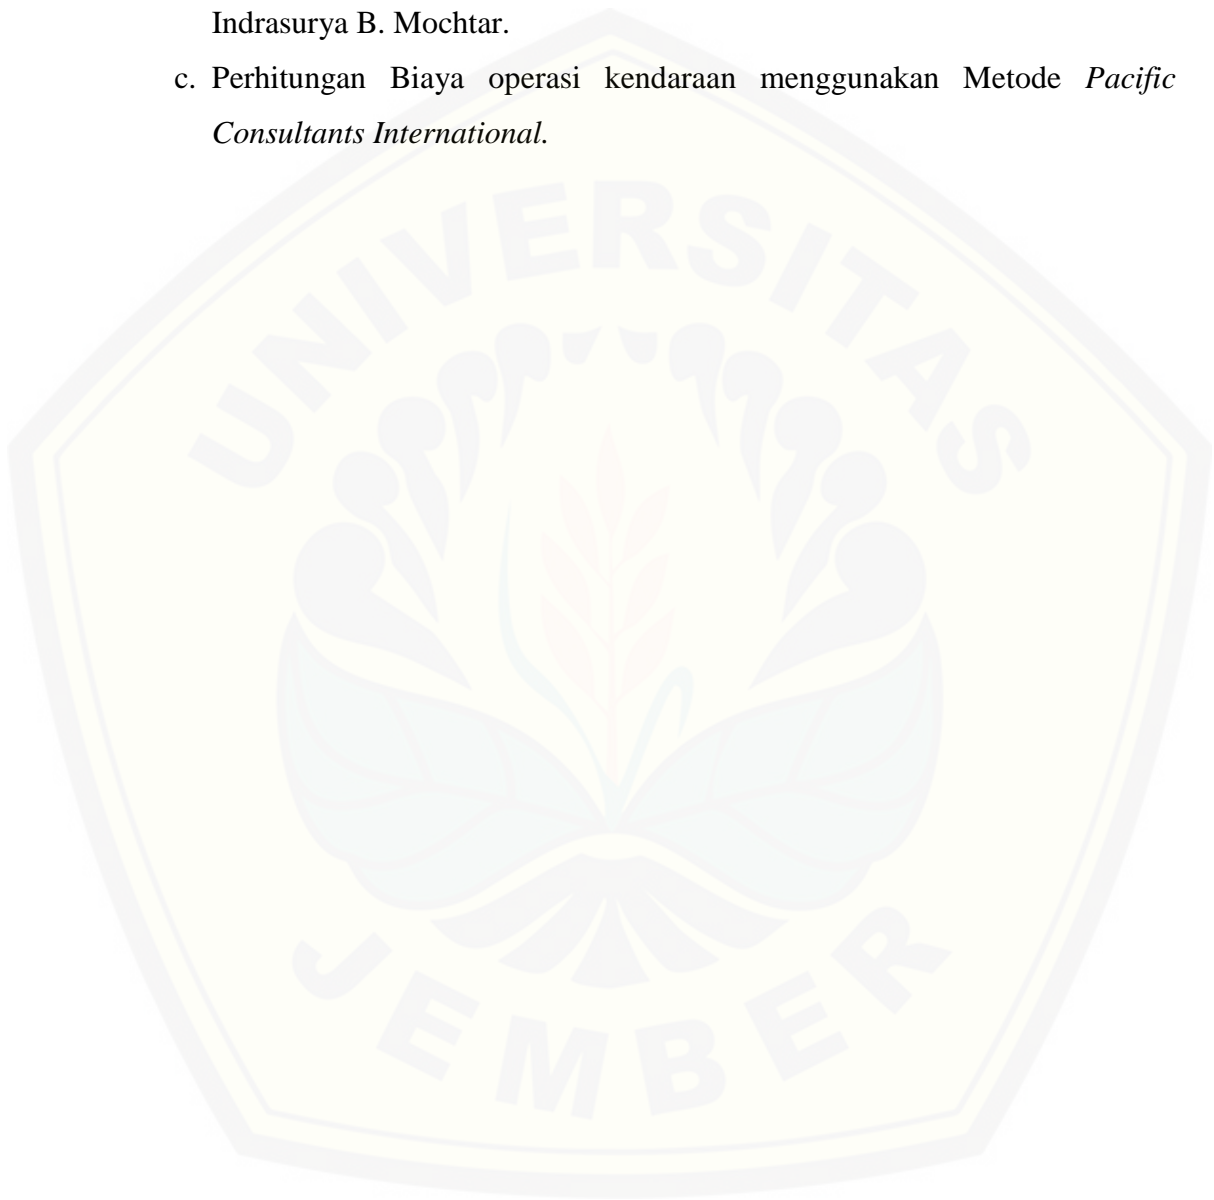 Indrasurya B. Mochtar.
c. Perhitungan Biaya operasi kendaraan menggunakan Metode Pacific
Consultants International.
UNIVERSITAS
JEMBER